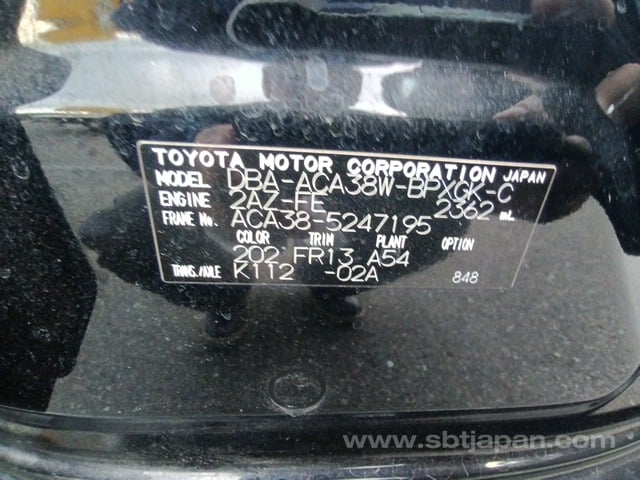 TOYOTA MOTOR CORPORATION JAPAN
MODEL DBA-ACA38W-BPXGK-C
ENGINE 2AZ-FE 2362 mL
FRAME No. ACA38-5247195
COLOR TRIM PLANT OPTION
202 FR13 A54
TRANS./AXLE K112 -02A 848
www.sbtjapan.com